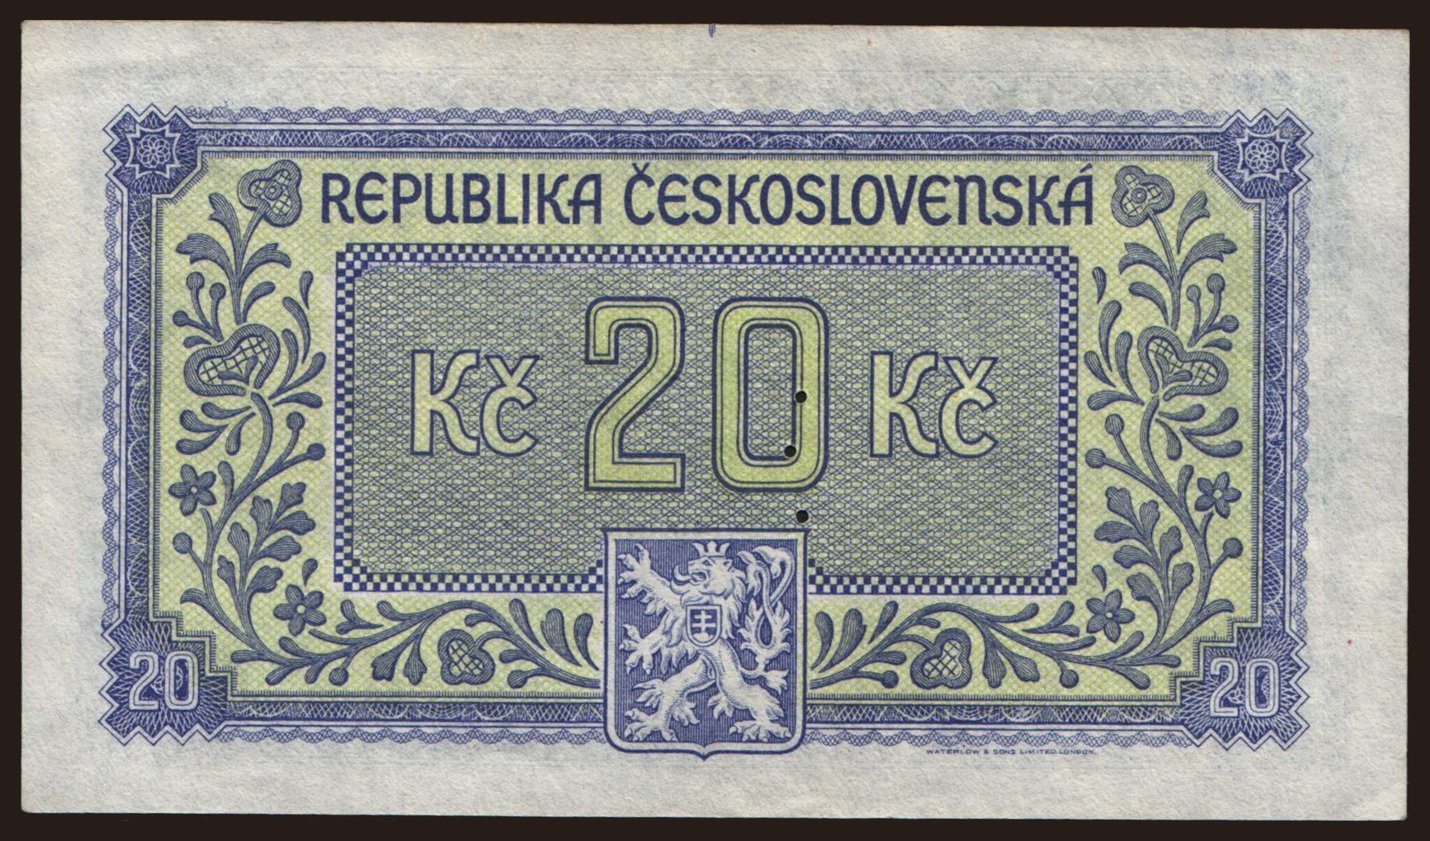 REPUBLIKA ČESKOSLOVENSKÁ
Kč 20 Kč
20 20
WATERLOW & SONS LIMITED. LONDON.